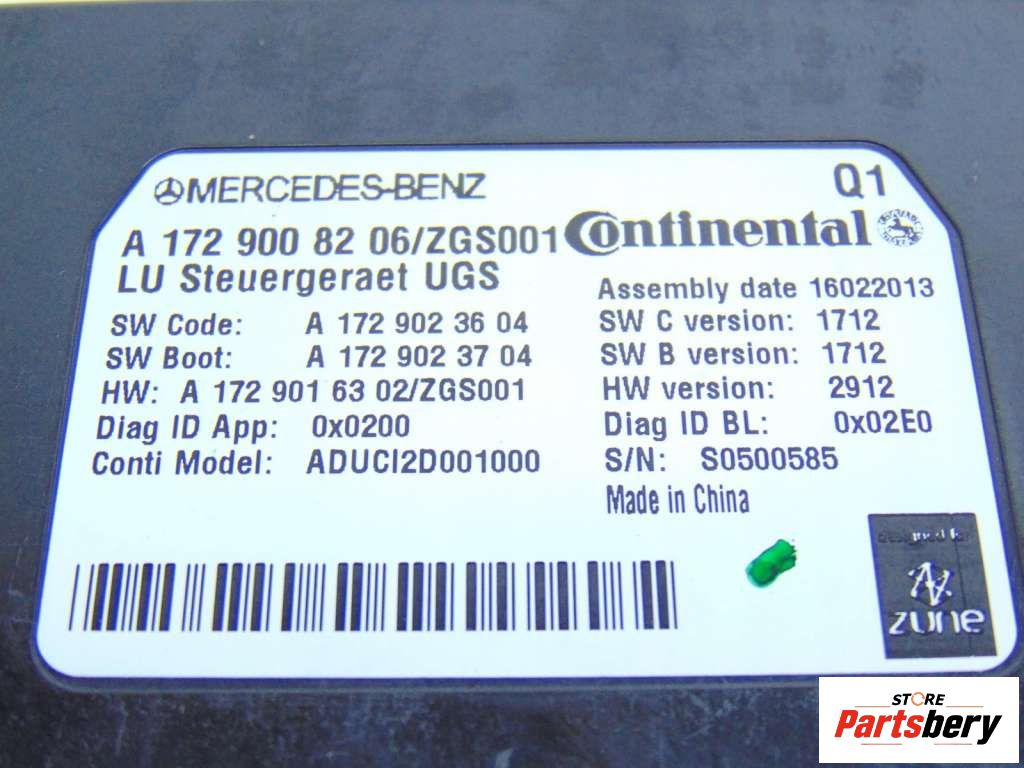 MERCEDES-BENZ
Q1
A 172 900 82 06/ZGS001
Continental
LU Steuergeraet UGS
Assembly date 16022013
SW Code: A 172 902 36 04
SW C version: 1712
SW Boot: A 172 902 37 04
SW B version: 1712
HW: A 172 901 63 02/ZGS001
HW version: 2912
Diag ID App: 0x0200
Diag ID BL: 0x02E0
Conti Model: ADUCI2D001000
S/N: S0500585
Made in China
designed for
zune
STORE
Partsbery